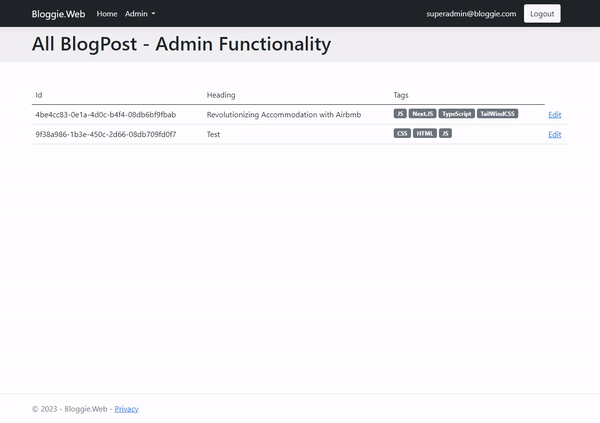 Bloggie.Web Home Admin superadmin@bloggie.com Logout
All BlogPost - Admin Functionality
Id Heading Tags
4be4cc83-0e1a-4d0c-b4f4-08db6bf9fbab Revolutionizing Accommodation with Airbmb JS Next.JS TypeScript TailWindCSS Edit
9f38a986-1b3e-450c-2d66-08db709fd0f7 Test CSS HTML JS Edit
© 2023 - Bloggie.Web - Privacy